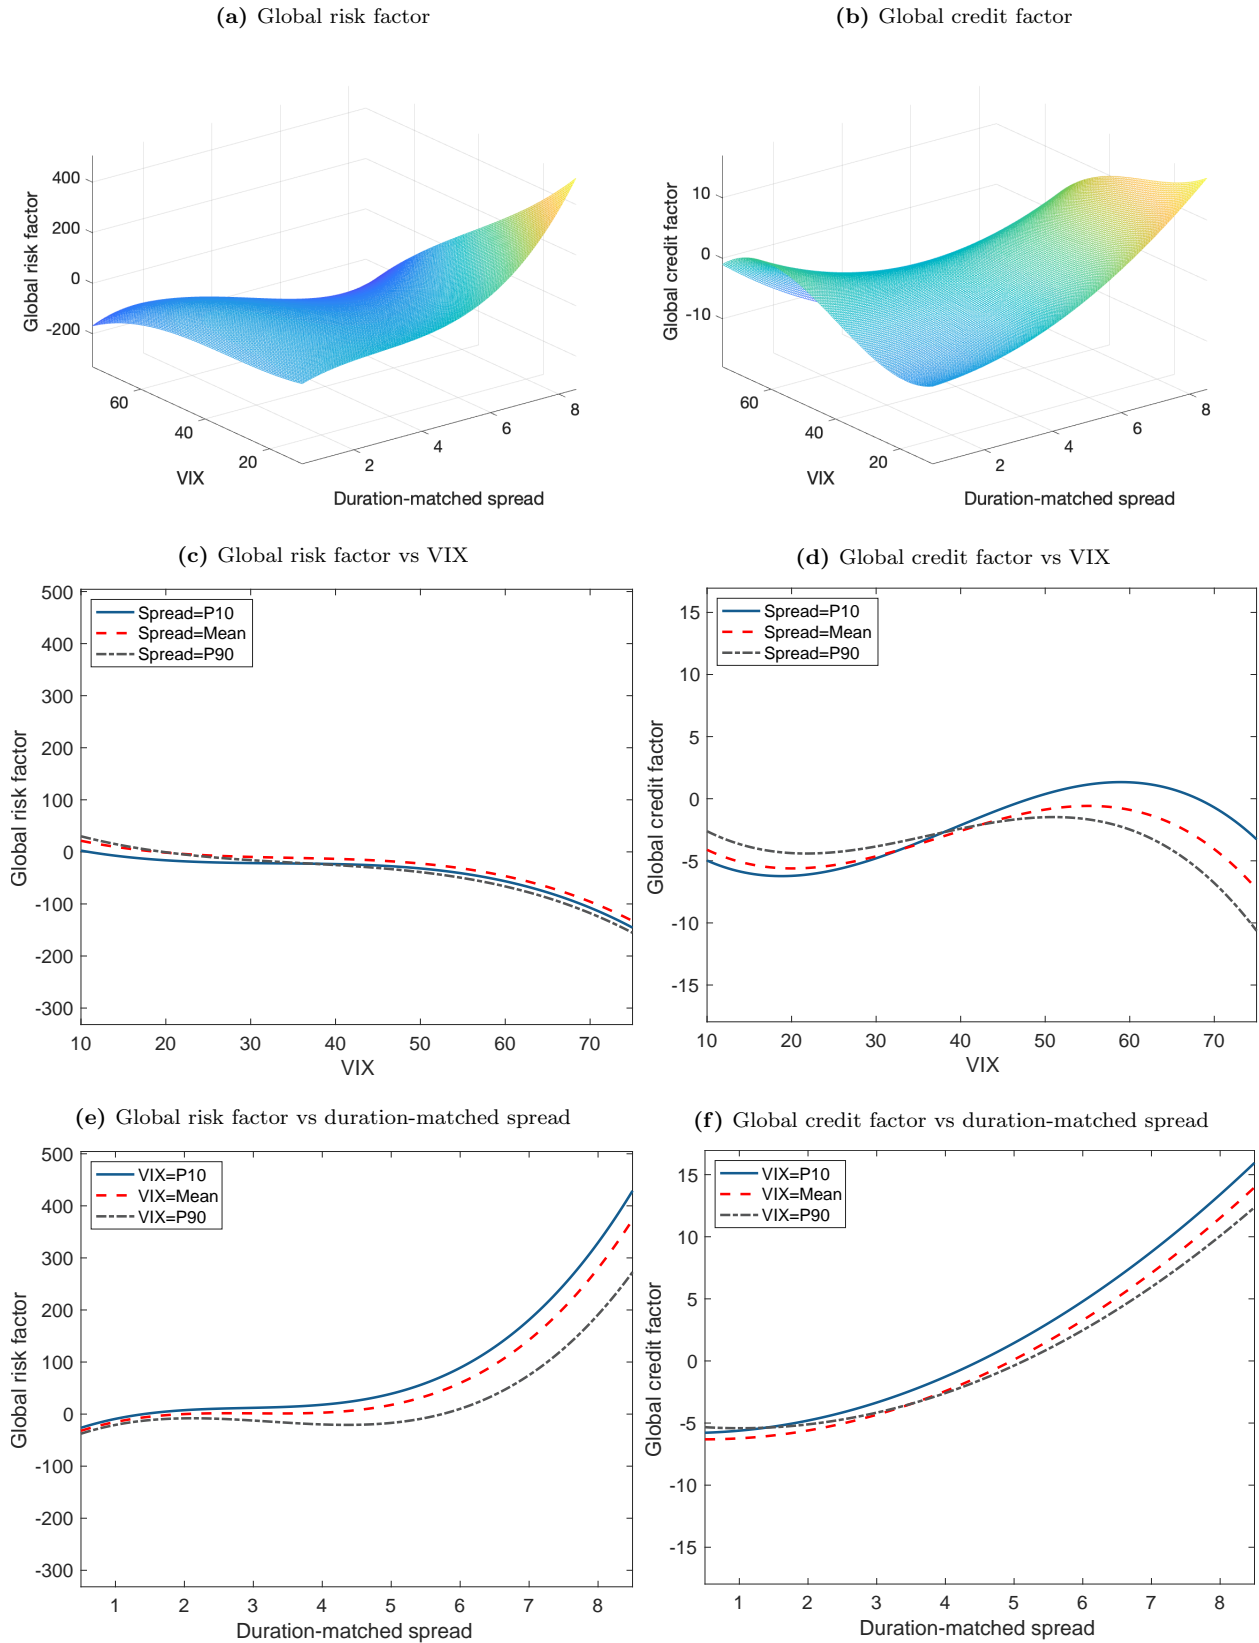 (a) Global risk factor
(b) Global credit factor
400
200
0
-200
Global risk factor
60
40
20
VIX
2
4
6
8
Duration-matched spread
10
0
-10
Global credit factor
60
40
20
VIX
2
4
6
8
Duration-matched spread
(c) Global risk factor vs VIX
500
400
300
200
100
0
-100
-200
-300
Global risk factor
Spread=P10
Spread=Mean
Spread=P90
10 20 30 40 50 60 70
VIX
(d) Global credit factor vs VIX
15
10
5
0
-5
-10
-15
Global credit factor
Spread=P10
Spread=Mean
Spread=P90
10 20 30 40 50 60 70
VIX
(e) Global risk factor vs duration-matched spread
500
400
300
200
100
0
-100
-200
-300
Global risk factor
VIX=P10
VIX=Mean
VIX=P90
1 2 3 4 5 6 7 8
Duration-matched spread
(f) Global credit factor vs duration-matched spread
15
10
5
0
-5
-10
-15
Global credit factor
VIX=P10
VIX=Mean
VIX=P90
1 2 3 4 5 6 7 8
Duration-matched spread